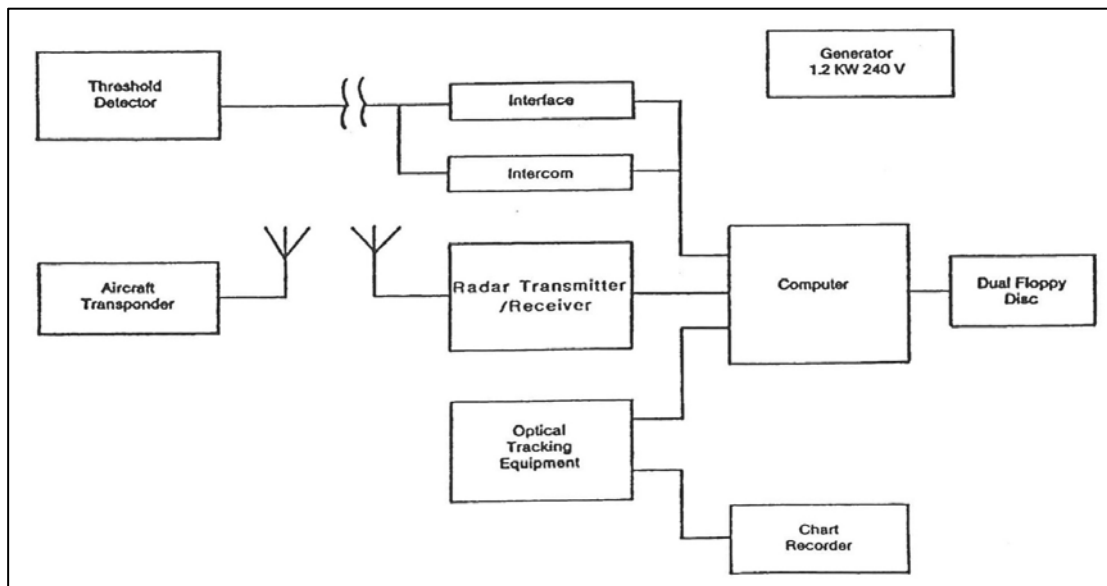 Threshold
Detector
Interface
Generator
1.2 KW 240 V
Intercom
Aircraft
Transponder
Radar Transmitter
/Receiver
Computer
Dual Floppy
Disc
Optical
Tracking
Equipment
Chart
Recorder